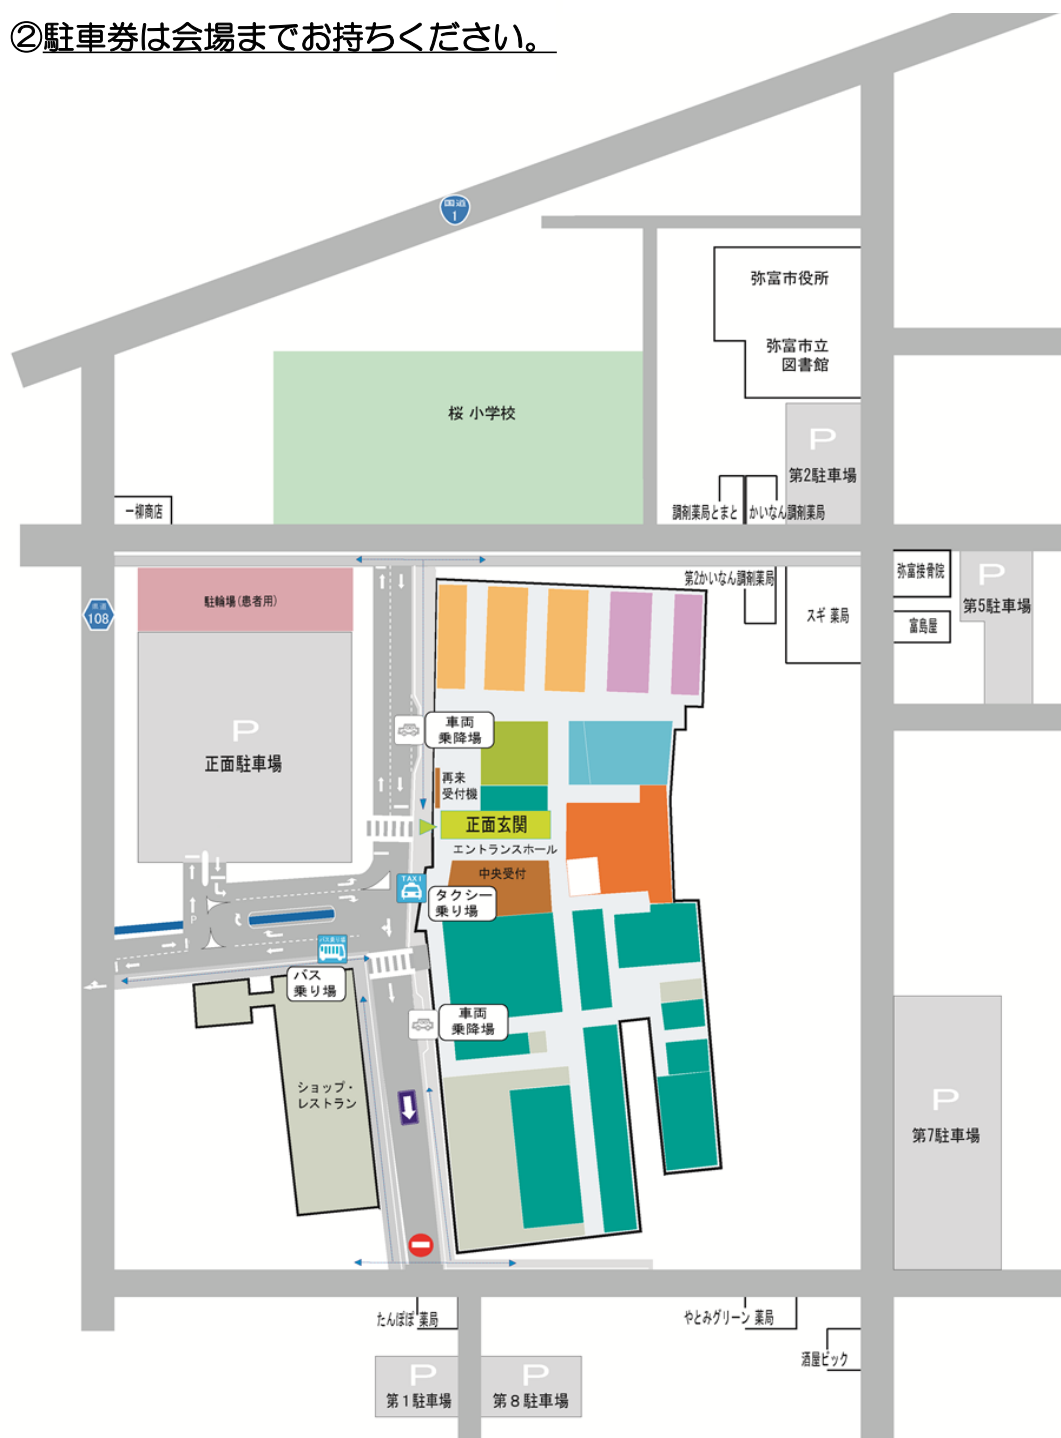 ②駐車券は会場までお持ちください。
国道
1
弥富市役所
弥富市立
図書館
桜 小学校
P
第2駐車場
一柳商店
調剤薬局とまと
かいなん調剤薬局
第2かいなん調剤薬局
スギ 薬局
弥富接骨院
富島屋
P
第5駐車場
県道
108
駐輪場(患者用)
P
正面駐車場
車両
乗降場
再来
受付機
正面玄関
エントランスホール
中央受付
TAXI
タクシー
乗り場
P
バス乗り場
バス
乗り場
車両
乗降場
ショップ・
レストラン
P
第7駐車場
たんぽぽ 薬局
やとみグリーン 薬局
酒屋ビック
P
第1駐車場
P
第8駐車場